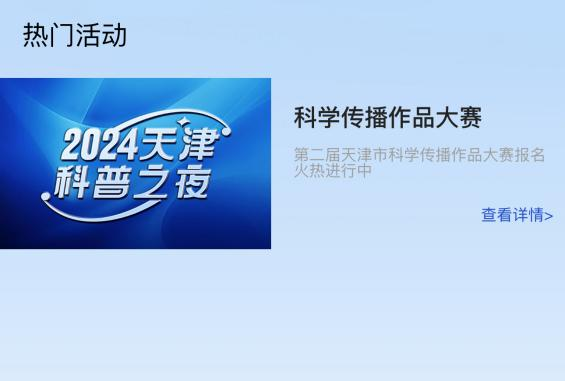 热门活动
2024天津
科普之夜
科学传播作品大赛
第二届天津市科学传播作品大赛报名
火热进行中
查看详情>